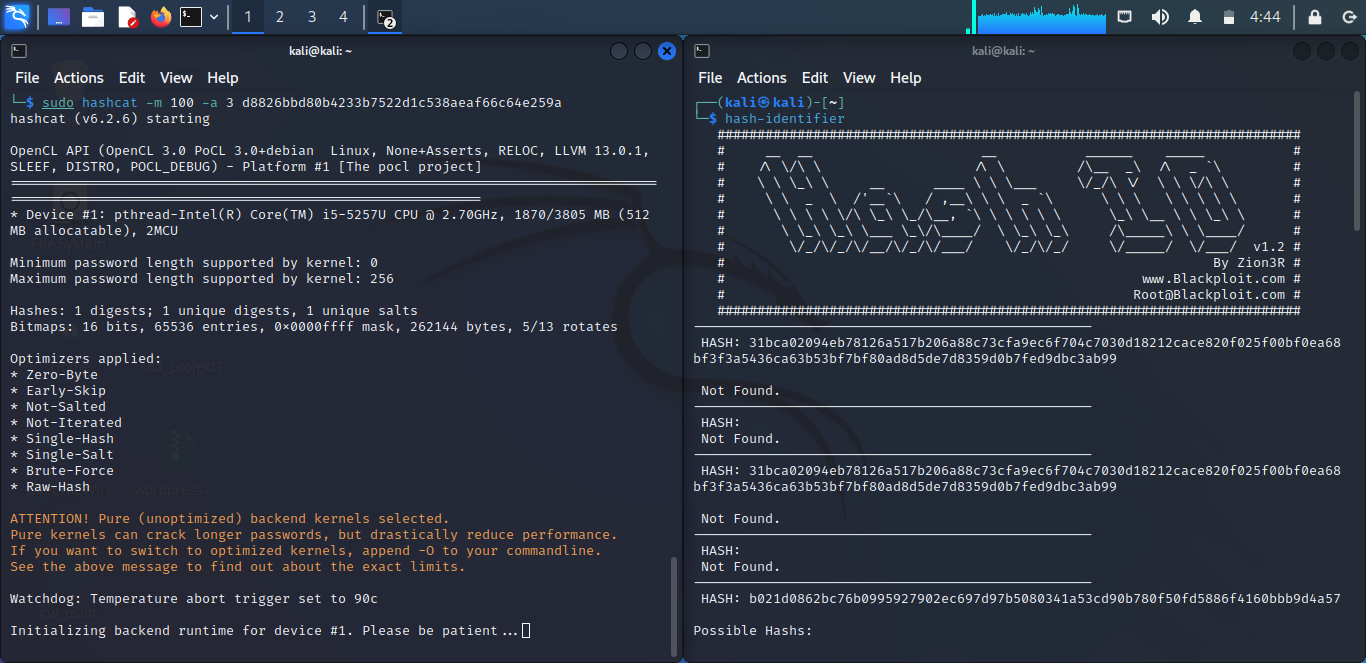 1 2 3 4 2 4:44
kali@kali: ~
File Actions Edit View Help
└─$ sudo hashcat -m 100 -a 3 d8826bbd80b4233b7522d1c538aeaf66c64e259a
hashcat (v6.2.6) starting
OpenCL API (OpenCL 3.0 PoCL 3.0+debian  Linux, None+Asserts, RELOC, LLVM 13.0.1,
SLEEF, DISTRO, POCL_DEBUG) - Platform #1 [The pocl project]
* Device #1: pthread-Intel(R) Core(TM) i5-5257U CPU @ 2.70GHz, 1870/3805 MB (512
MB allocatable), 2MCU
Minimum password length supported by kernel: 0
Maximum password length supported by kernel: 256
Hashes: 1 digests; 1 unique digests, 1 unique salts
Bitmaps: 16 bits, 65536 entries, 0×0000ffff mask, 262144 bytes, 5/13 rotates
Optimizers applied:
* Zero-Byte
* Early-Skip
* Not-Salted
* Not-Iterated
* Single-Hash
* Single-Salt
* Brute-Force
* Raw-Hash
ATTENTION! Pure (unoptimized) backend kernels selected.
Pure kernels can crack longer passwords, but drastically reduce performance.
If you want to switch to optimized kernels, append -O to your commandline.
See the above message to find out about the exact limits.
Watchdog: Temperature abort trigger set to 90c
Initializing backend runtime for device #1. Please be patient...
kali@kali: ~
File Actions Edit View Help
┌──(kali㉿kali)-[~]
└─$ hash-identifier
v1.2 #
# By Zion3R #
# www.Blackploit.com #
# Root@Blackploit.com #
HASH: 31bca02094eb78126a517b206a88c73cfa9ec6f704c7030d18212cace820f025f00bf0ea68
bf3f3a5436ca63b53bf7bf80ad8d5de7d8359d0b7fed9dbc3ab99
Not Found.
HASH:
Not Found.
HASH: 31bca02094eb78126a517b206a88c73cfa9ec6f704c7030d18212cace820f025f00bf0ea68
bf3f3a5436ca63b53bf7bf80ad8d5de7d8359d0b7fed9dbc3ab99
Not Found.
HASH:
Not Found.
HASH: b021d0862bc76b0995927902ec697d97b5080341a53cd90b780f50fd5886f4160bbb9d4a57
Possible Hashs: